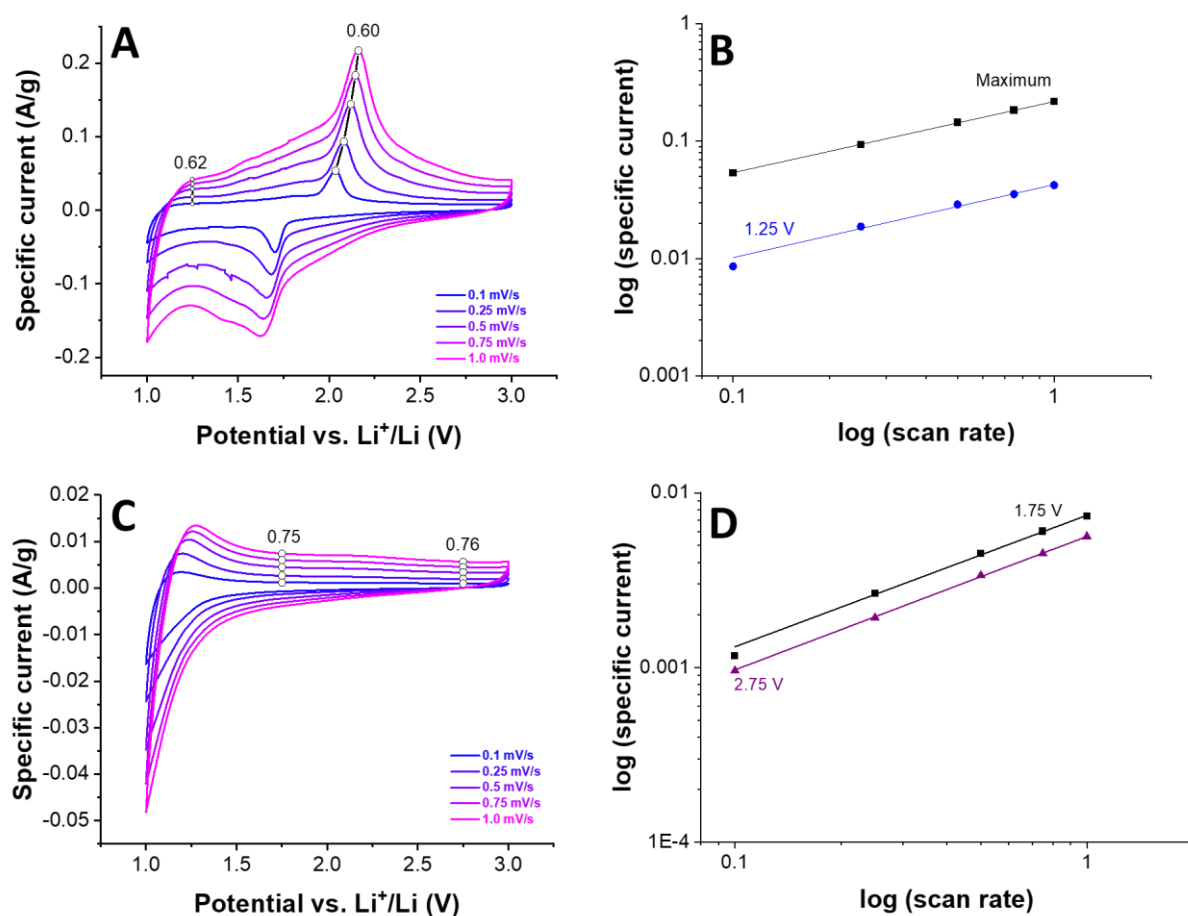 A
0.60
0.62
0.2
0.1
0.0
-0.1
-0.2
Specific current (A/g)
0.1 mV/s
0.25 mV/s
0.5 mV/s
0.75 mV/s
1.0 mV/s
1.0
1.5
2.0
2.5
3.0
Potential vs. Li⁺/Li (V)
B
Maximum
1.25 V
1
0.1
0.01
0.001
log (specific current)
0.1
1
log (scan rate)
C
0.75
0.76
0.02
0.01
0.00
-0.01
-0.02
-0.03
-0.04
-0.05
Specific current (A/g)
0.1 mV/s
0.25 mV/s
0.5 mV/s
0.75 mV/s
1.0 mV/s
1.0
1.5
2.0
2.5
3.0
Potential vs. Li⁺/Li (V)
D
1.75 V
2.75 V
0.01
0.001
1E-4
log (specific current)
0.1
1
log (scan rate)